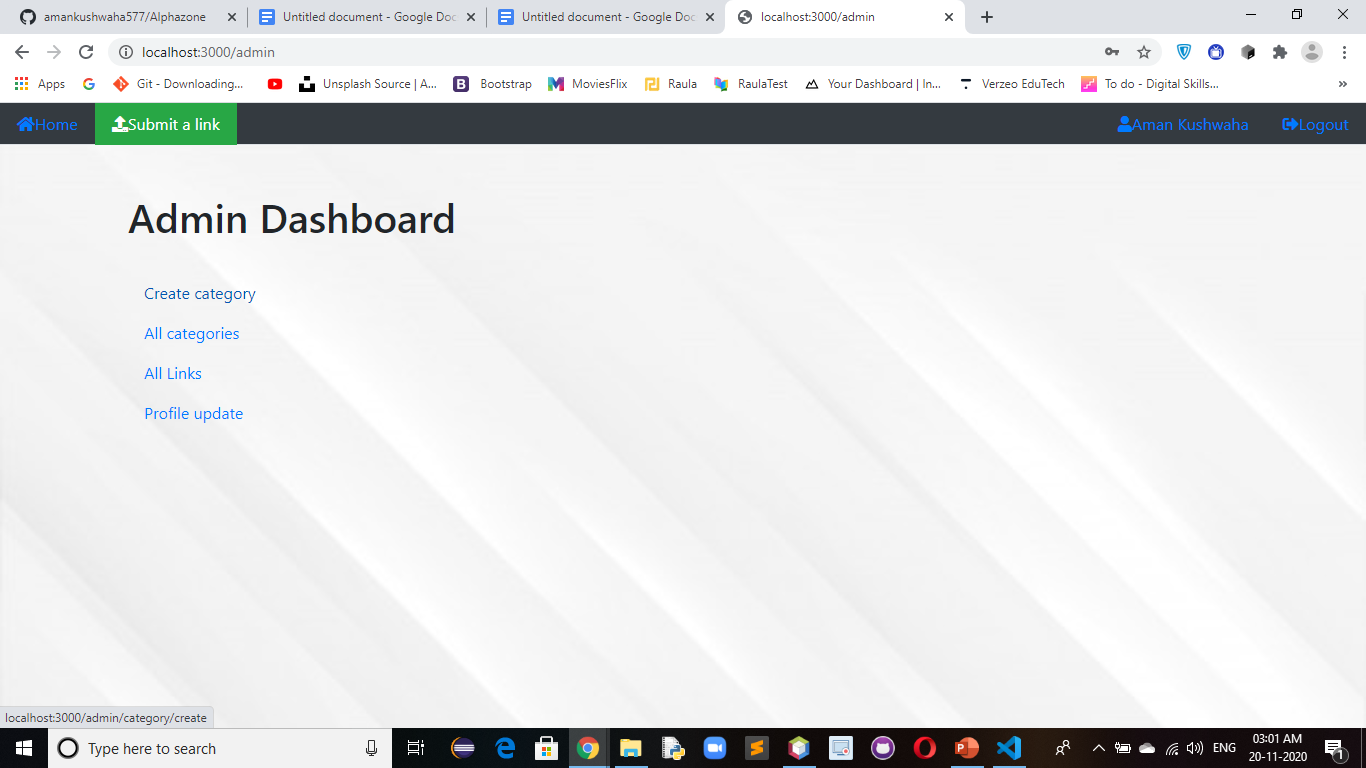 amankushwaha577/Alphazone
Untitled document - Google Doc
Untitled document - Google Doc
localhost:3000/admin
localhost:3000/admin
Apps
Git - Downloading...
Unsplash Source | A...
Bootstrap
MoviesFlix
Raula
RaulaTest
Your Dashboard | In...
Verzeo EduTech
To do - Digital Skills...
Home
Submit a link
Aman Kushwaha
Logout
Admin Dashboard
Create category
All categories
All Links
Profile update
localhost:3000/admin/category/create
Type here to search
ENG
03:01 AM
20-11-2020
1